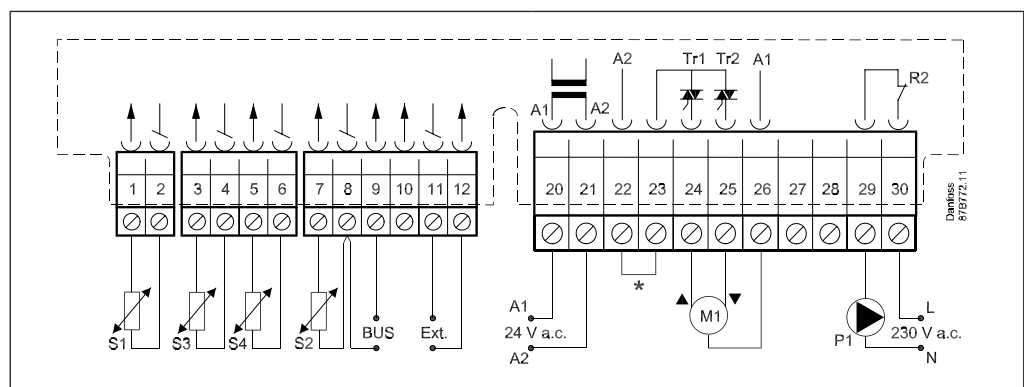 A2 Tr1 Tr2 A1
R2
A1 A2
1 2 3 4 5 6 7 8 9 10 11 12
20 21 22 23 24 25 26 27 28 29 30
Danfoss
87B772.11
*
A1
24 V a.c.
A2
M1
P1
L
230 V a.c.
N
S1 S3 S4 S2 BUS Ext.